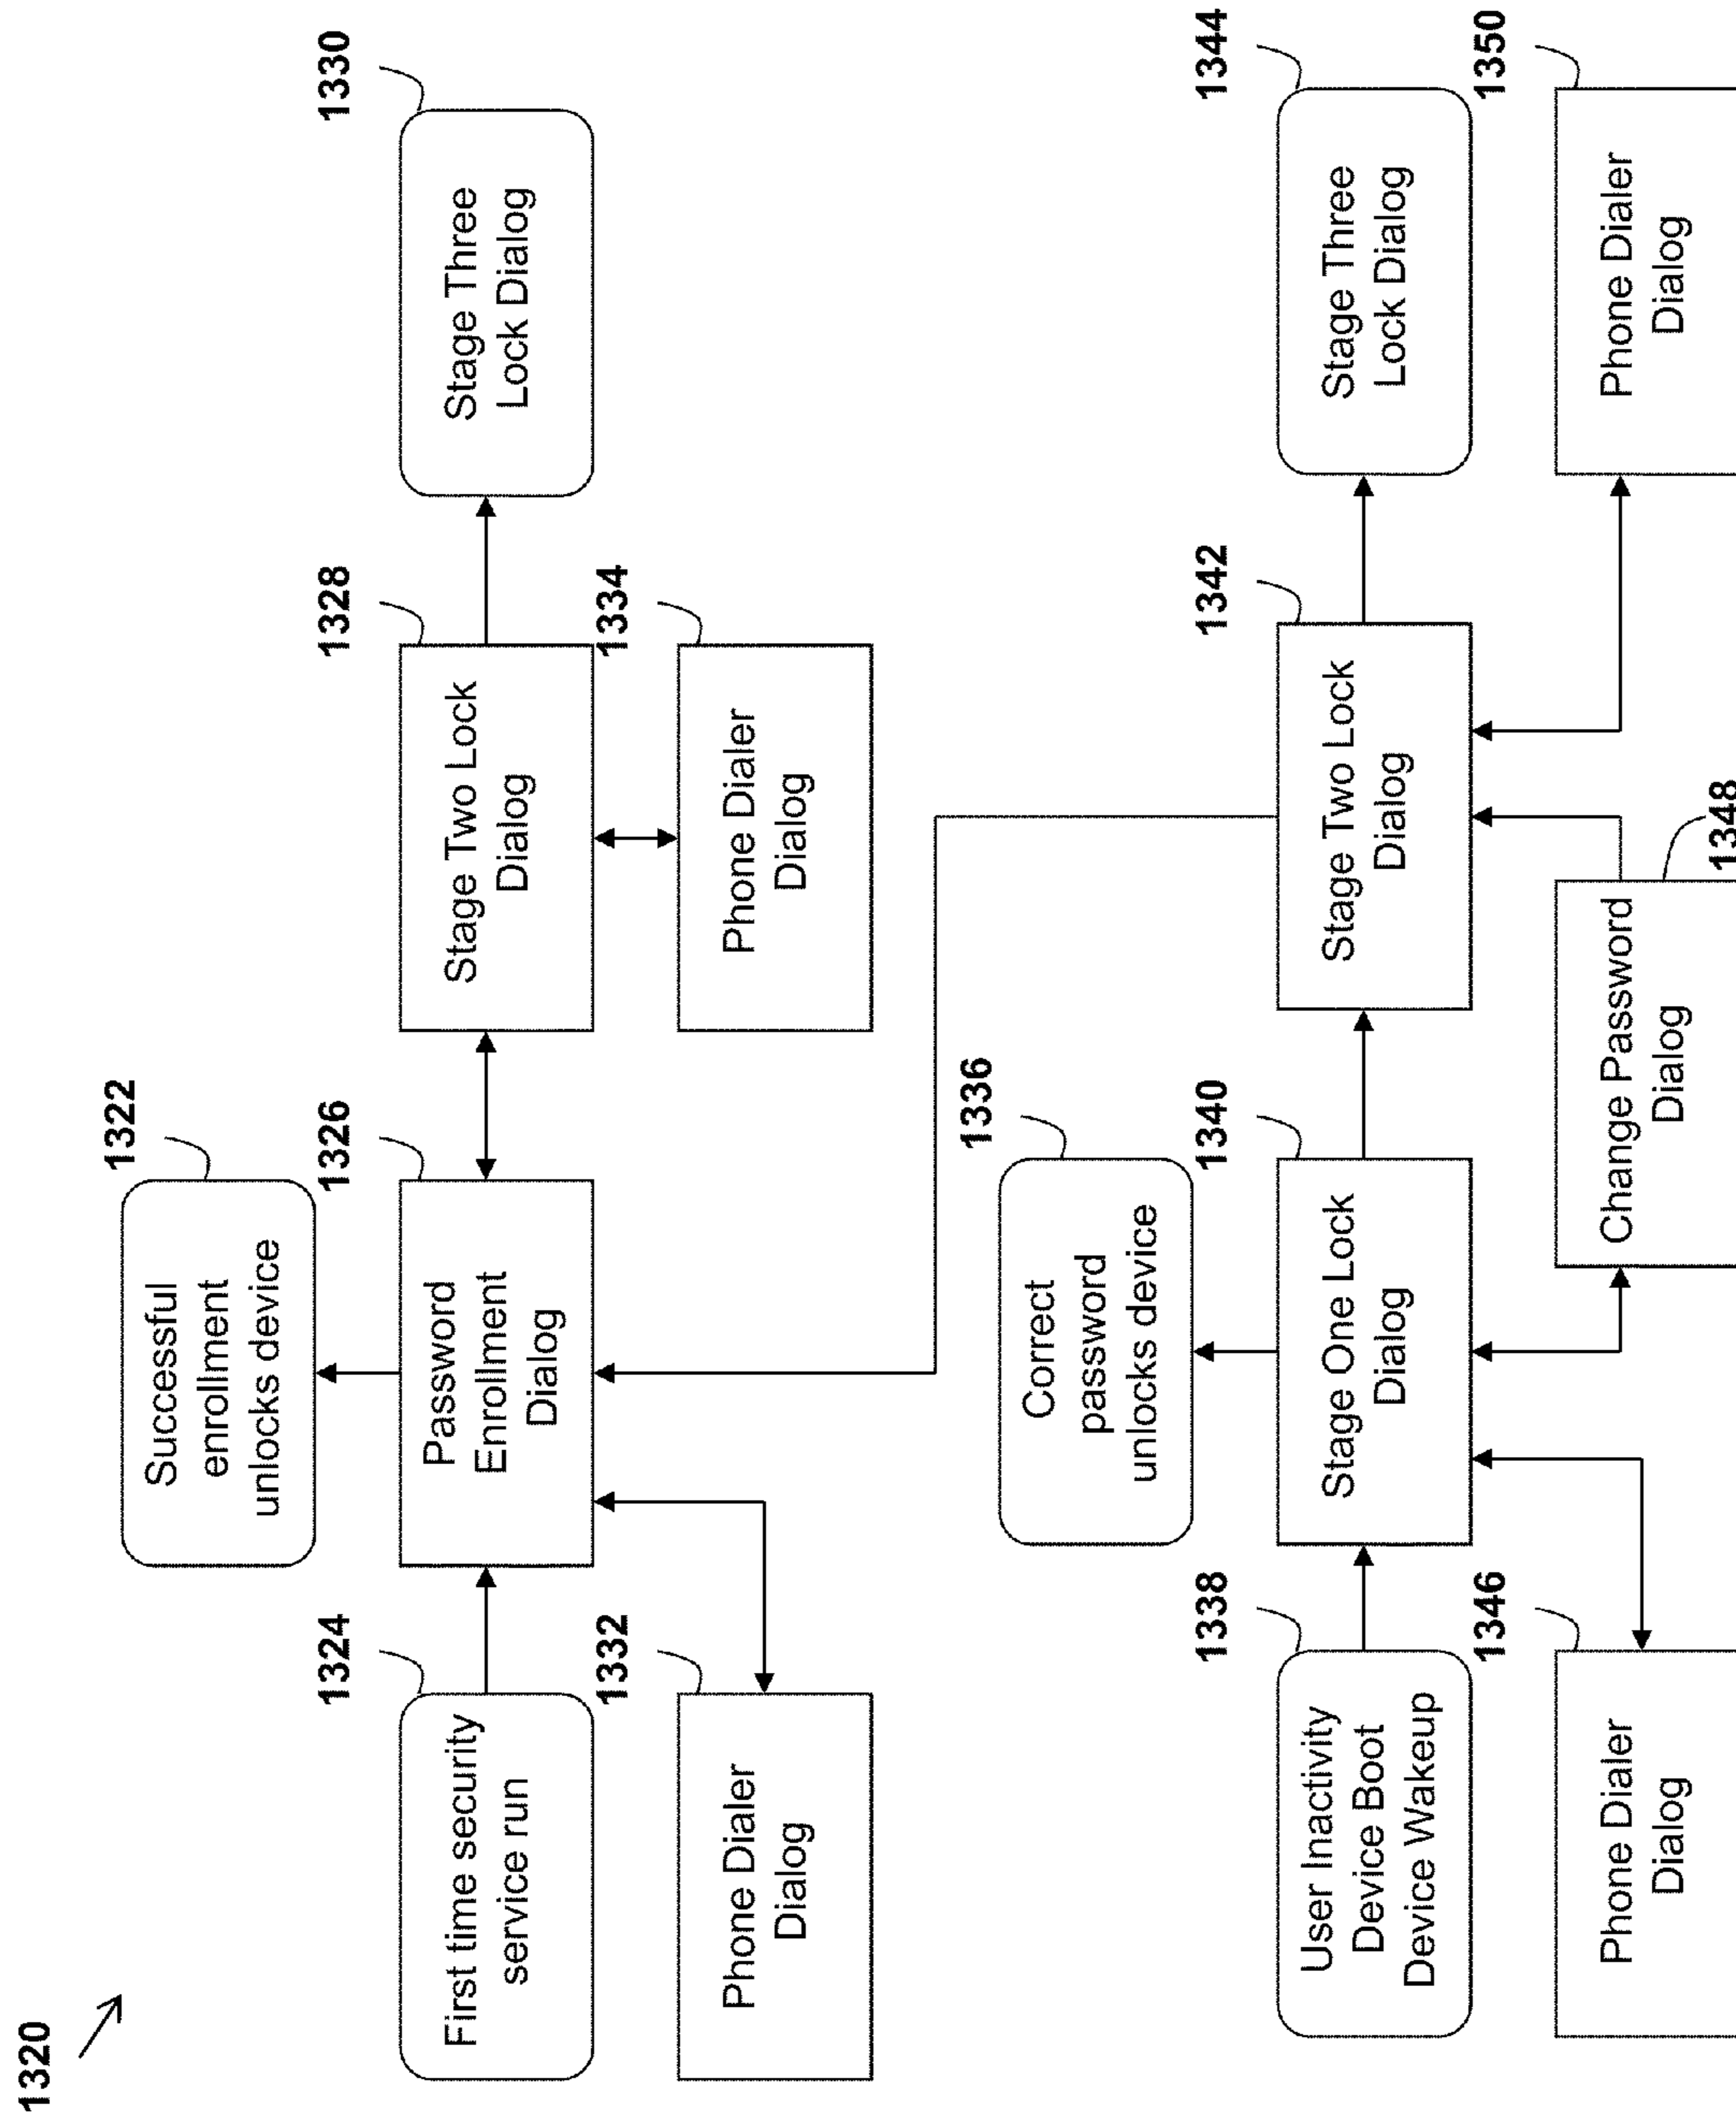 1320
1322
Successful
enrollment
unlocks device
1324
First time security
service run
1326
Password
Enrollment
Dialog
1328
Stage Two Lock
Dialog
1330
Stage Three
Lock Dialog
1332
Phone Dialer
Dialog
1334
Phone Dialer
Dialog
1336
Correct
password
unlocks device
1338
User Inactivity
Device Boot
Device Wakeup
1340
Stage One Lock
Dialog
1342
Stage Two Lock
Dialog
1344
Stage Three
Lock Dialog
1346
Phone Dialer
Dialog
Change Password
Dialog
1348
1350
Phone Dialer
Dialog